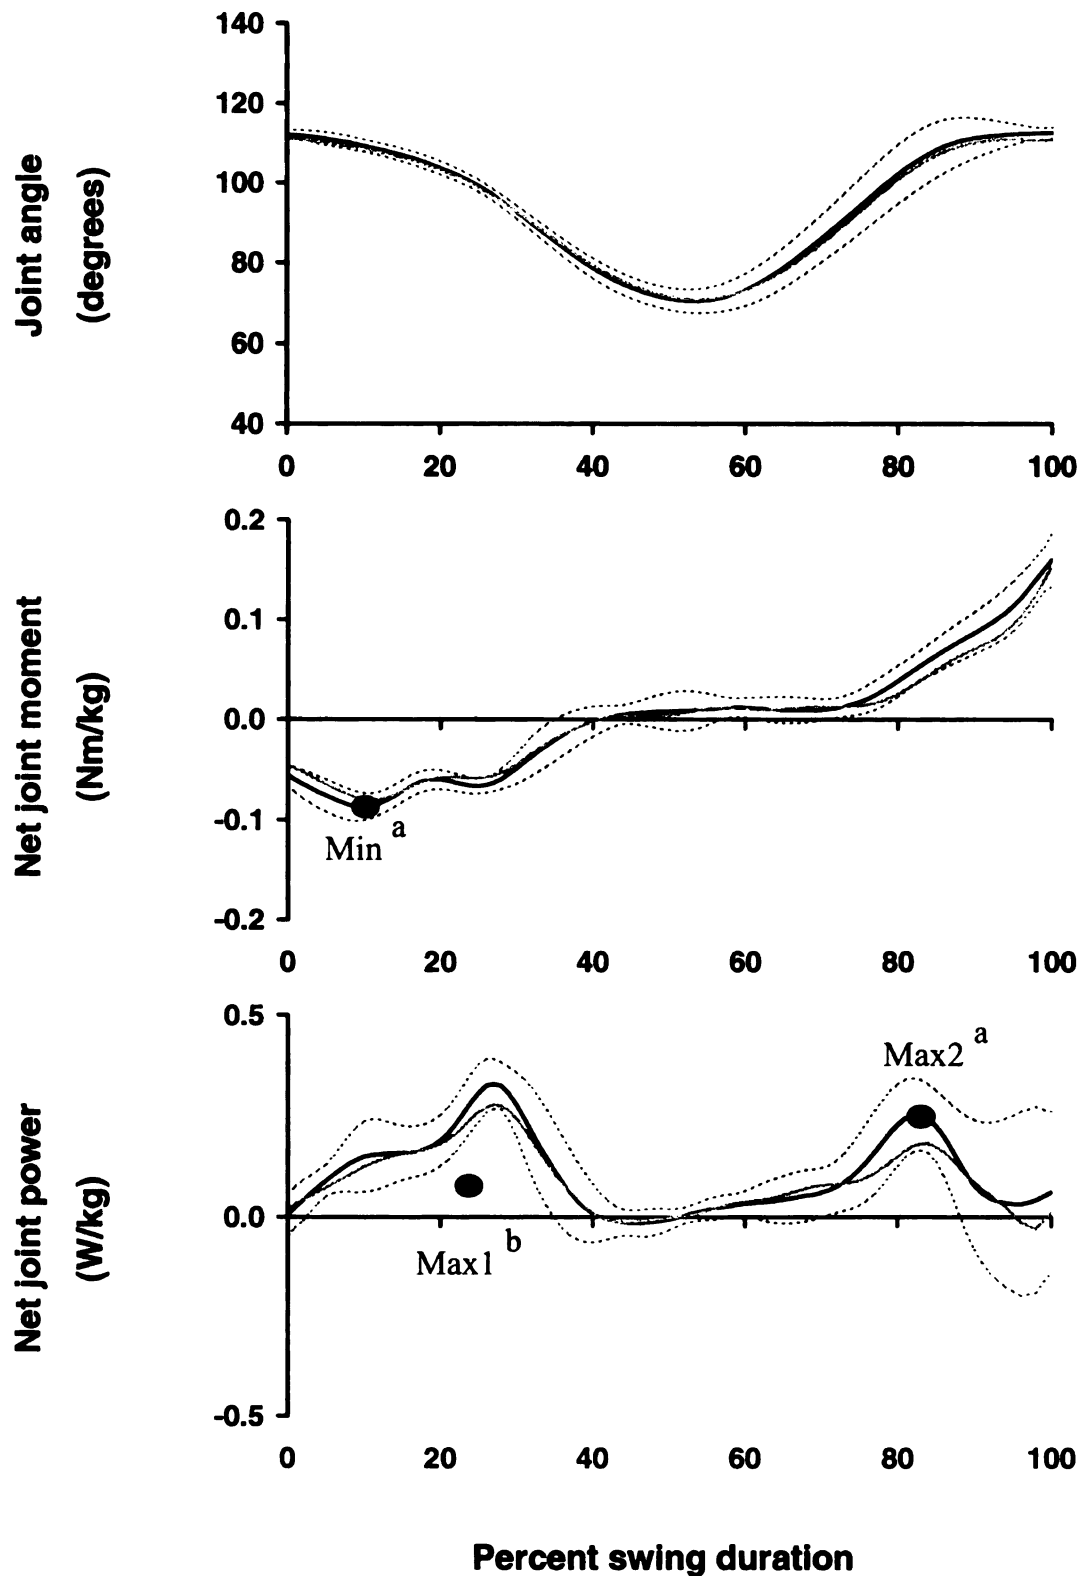 Joint angle
(degrees)
140
120
100
80
60
40
0 20 40 60 80 100
Net joint moment
(Nm/kg)
0.2
0.1
0.0
-0.1
-0.2
Min a
0 20 40 60 80 100
Net joint power
(W/kg)
0.5
0.0
-0.5
Max1 b
Max2 a
0 20 40 60 80 100
Percent swing duration